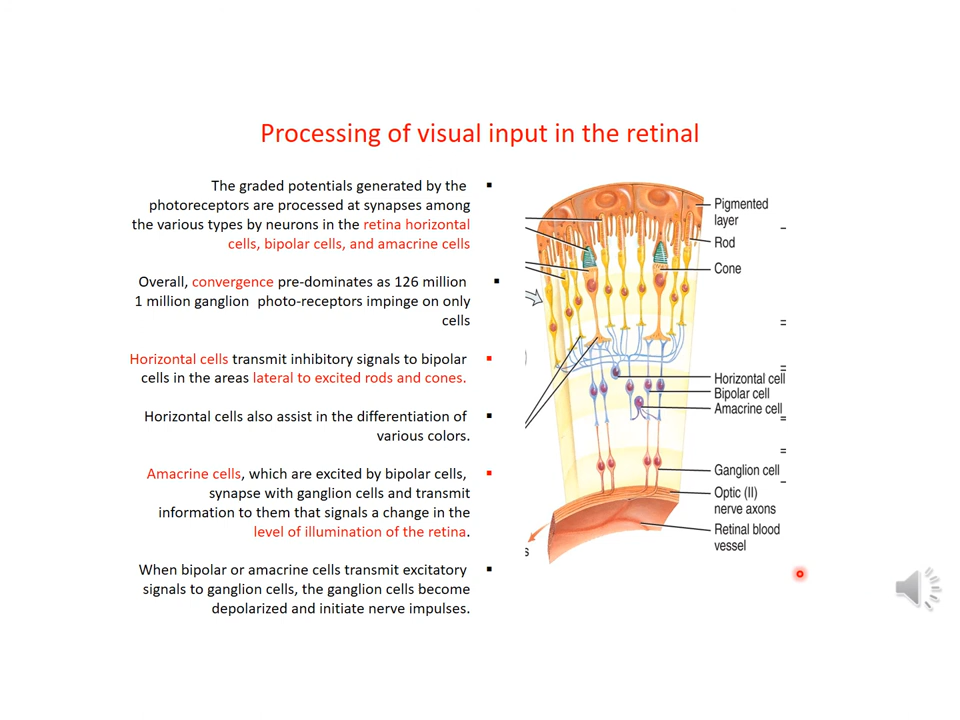 Processing of visual input in the retinal
The graded potentials generated by the
photoreceptors are processed at synapses among
the various types by neurons in the retina horizontal
cells, bipolar cells, and amacrine cells
Overall, convergence pre-dominates as 126 million
1 million ganglion photo-receptors impinge on only
cells
Horizontal cells transmit inhibitory signals to bipolar
cells in the areas lateral to excited rods and cones.
Horizontal cells also assist in the differentiation of
various colors.
Amacrine cells, which are excited by bipolar cells,
synapse with ganglion cells and transmit
information to them that signals a change in the
level of illumination of the retina.
When bipolar or amacrine cells transmit excitatory
signals to ganglion cells, the ganglion cells become
depolarized and initiate nerve impulses.
Pigmented
layer
Rod
Cone
Horizontal cell
Bipolar cell
Amacrine cell
Ganglion cell
Optic (II)
nerve axons
Retinal blood
vessel
s